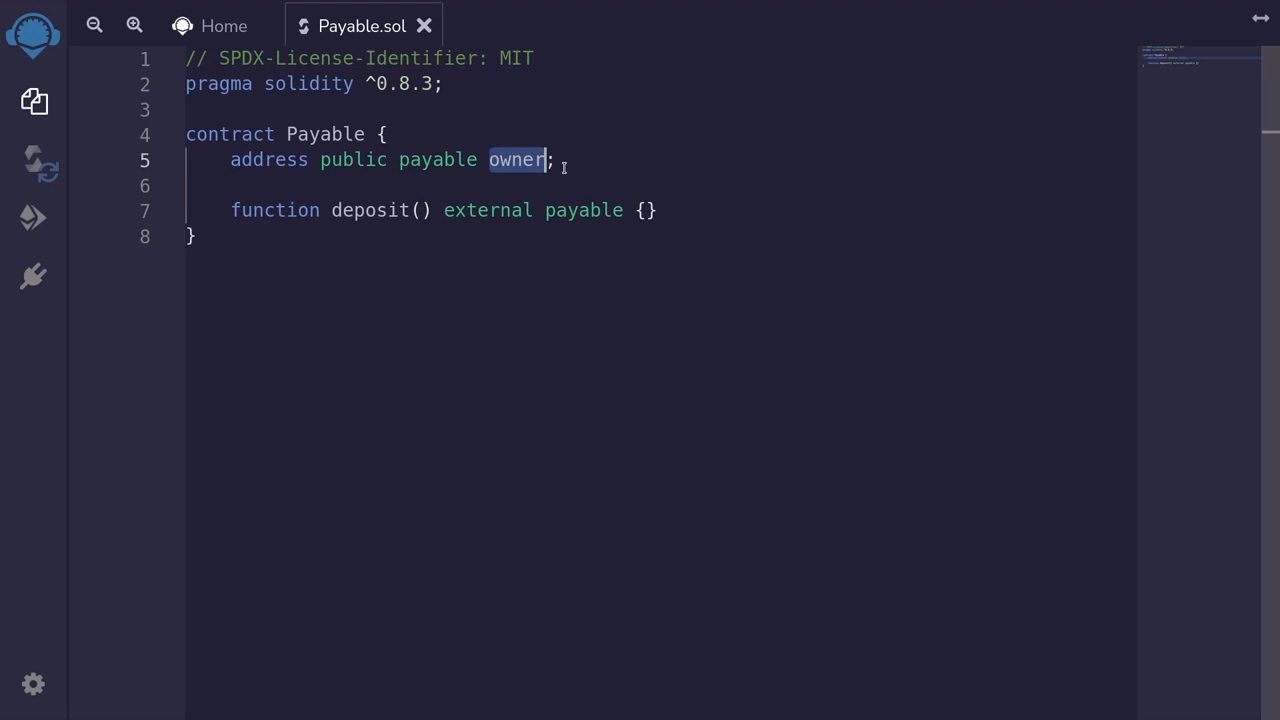 Home
Payable.sol
1 // SPDX-License-Identifier: MIT
2 pragma solidity ^0.8.3;
3
4 contract Payable {
5     address public payable owner;
6
7     function deposit() external payable {}
8 }